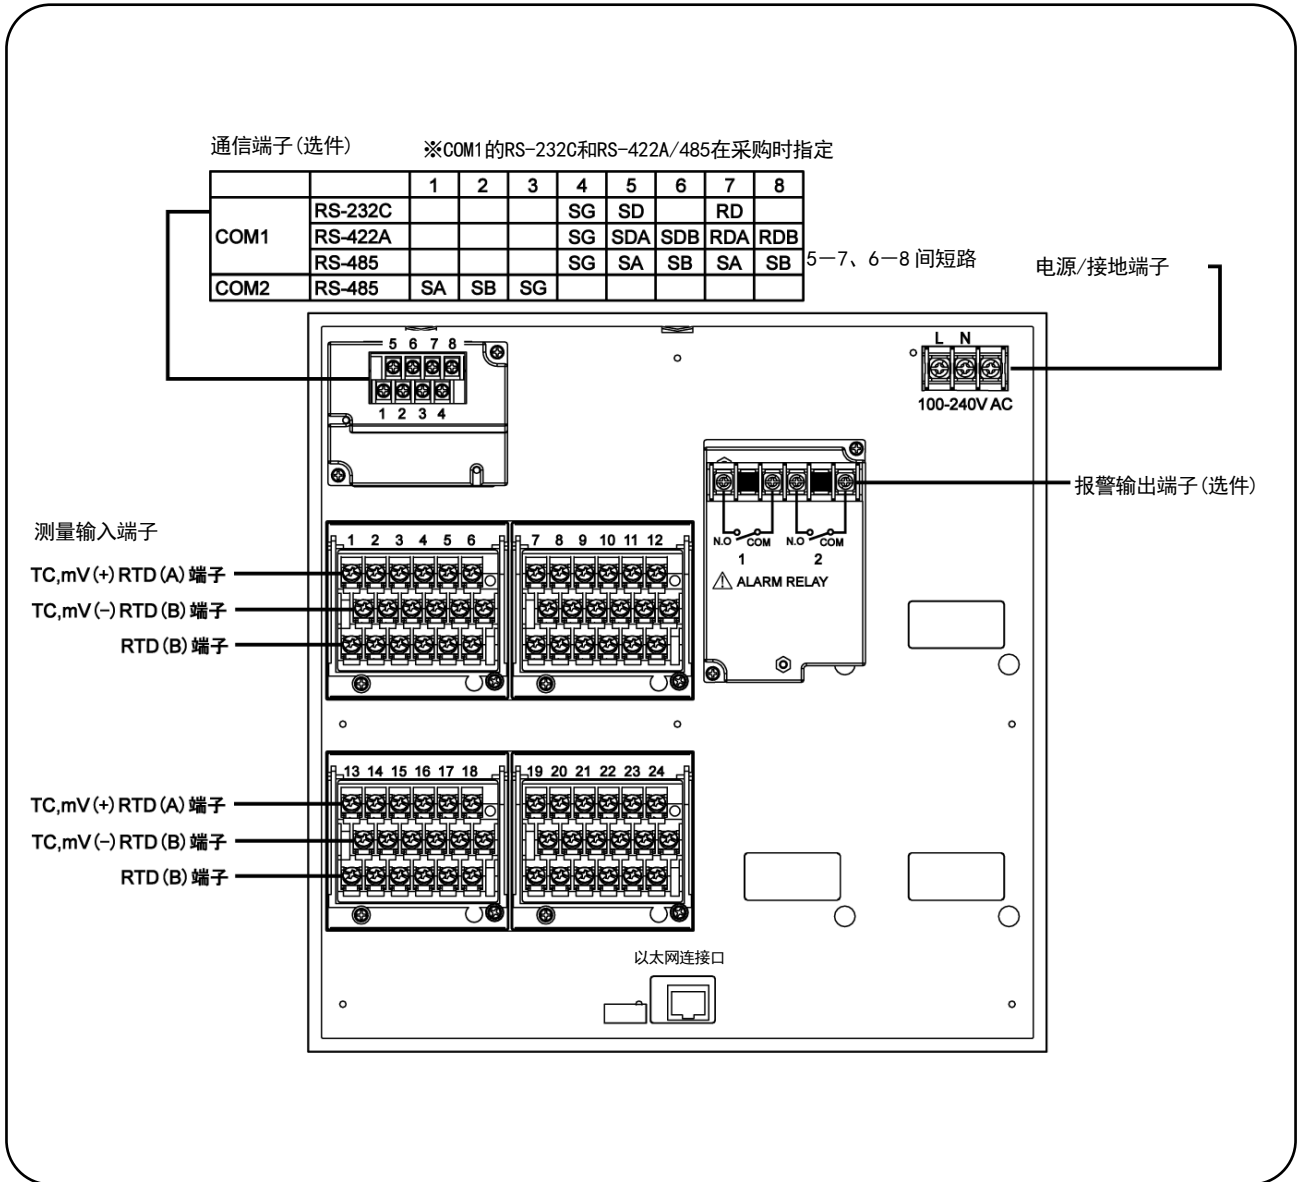 通信端子(选件)
※COM1的RS-232C和RS-422A/485在采购时指定
1 2 3 4 5 6 7 8
COM1 RS-232C SG SD RD
RS-422A SG SDA SDB RDA RDB
RS-485 SG SA SB SA SB
5—7、6—8 间短路
COM2 RS-485 SA SB SG
电源/接地端子
5 6 7 8
1 2 3 4
L N
100-240V AC
报警输出端子(选件)
N.O COM N.O COM
1 2
⚠ ALARM RELAY
测量输入端子
1 2 3 4 5 6
7 8 9 10 11 12
TC,mV(+) RTD(A) 端子
TC,mV(−) RTD(B) 端子
RTD(B) 端子
13 14 15 16 17 18
19 20 21 22 23 24
TC,mV(+) RTD(A) 端子
TC,mV(−) RTD(B) 端子
RTD(B) 端子
以太网连接口